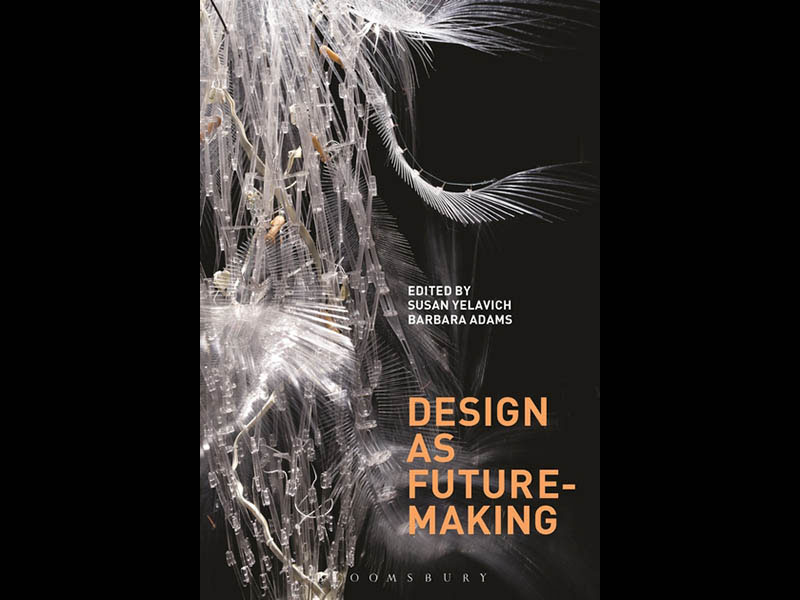 EDITED BY
SUSAN YELAVICH
BARBARA ADAMS
DESIGN
AS
FUTURE-
MAKING
BLOOMSBURY